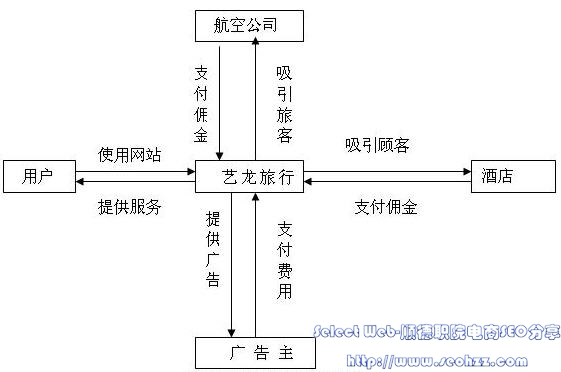 航空公司
支付佣金
吸引旅客
使用网站
吸引顾客
用户
艺龙旅行
酒店
提供服务
支付佣金
提供广告
支付费用
Select Web-顺德职院电商SEO分享
广告主
http://www.seohzz.com